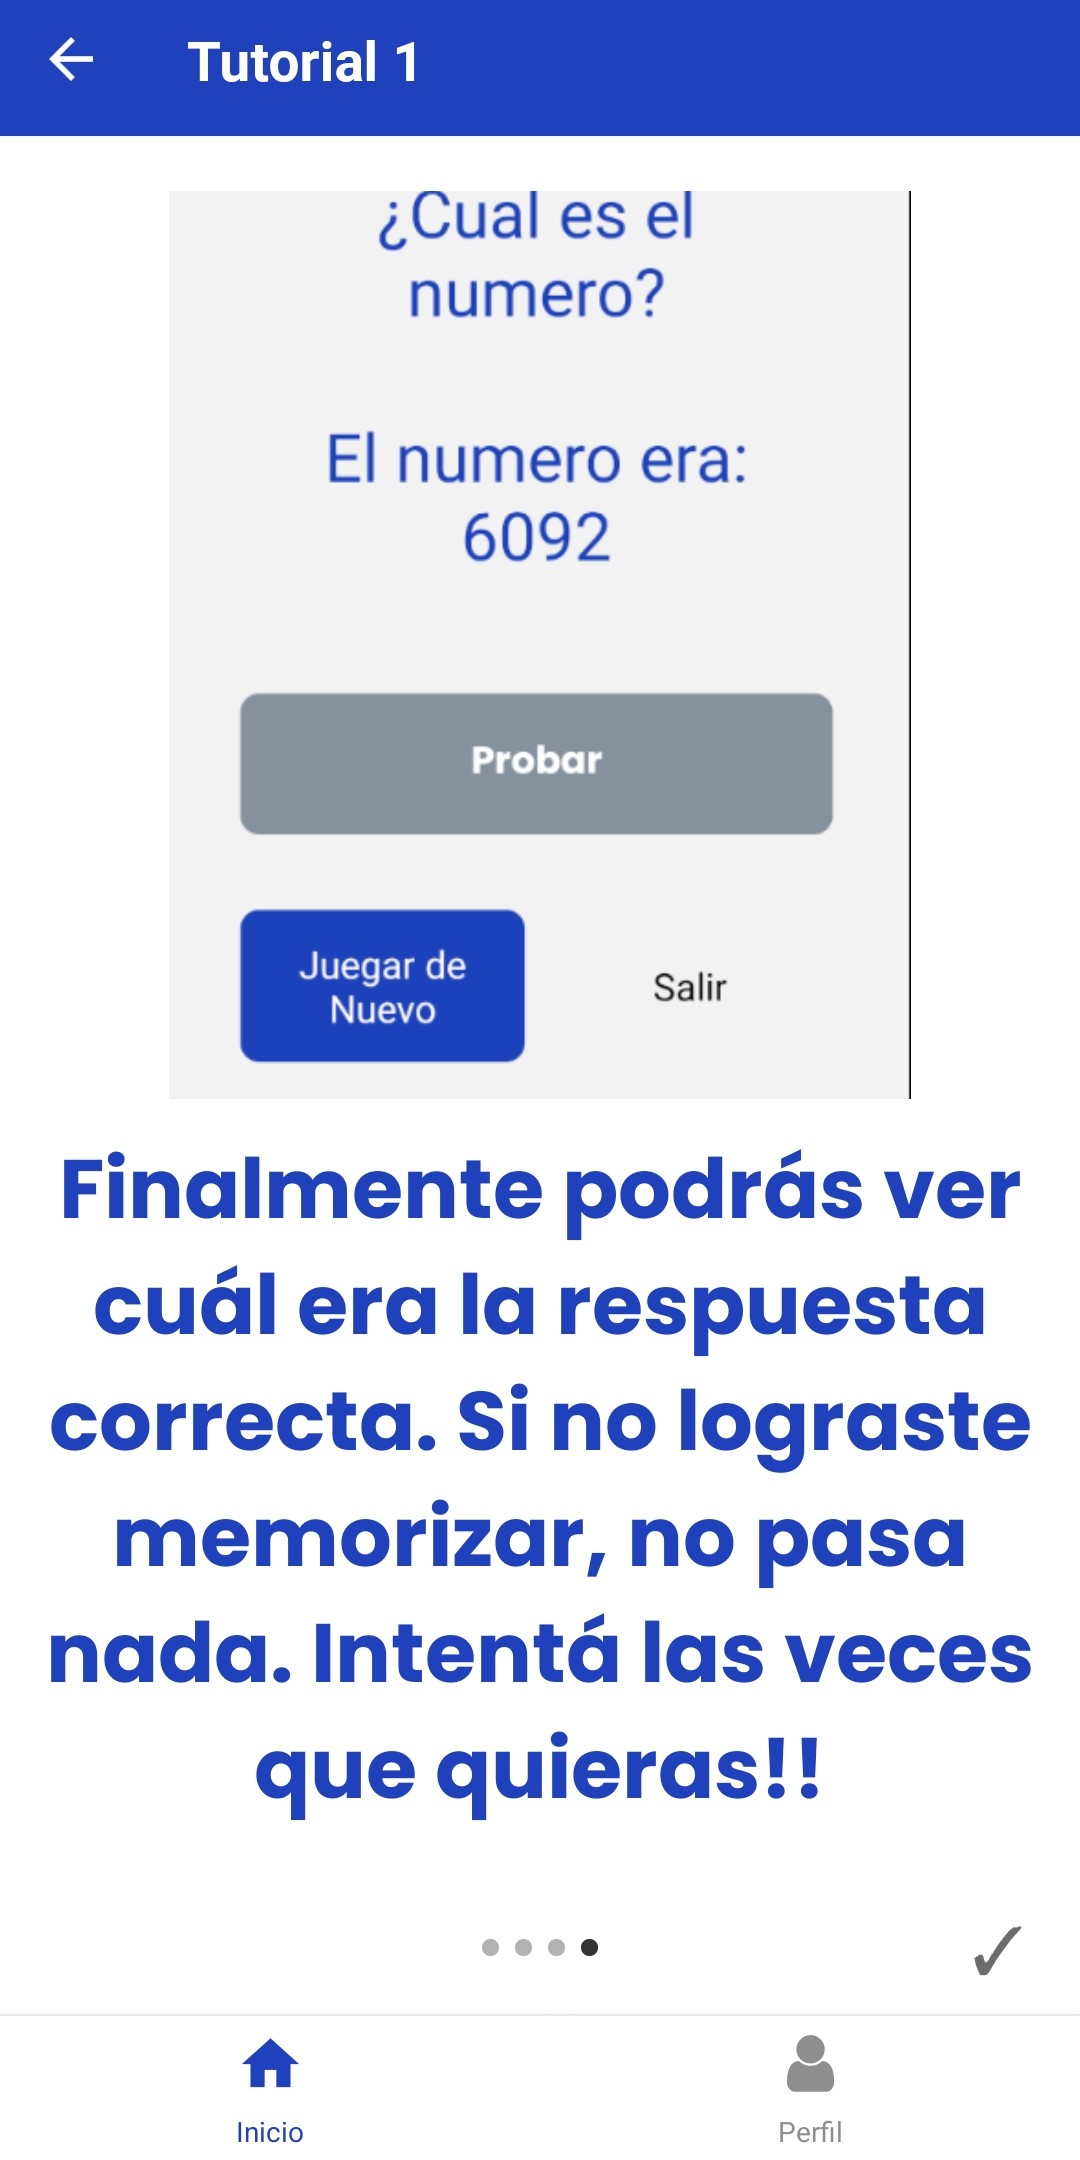 Tutorial 1
¿Cual es el
numero?
El numero era:
6092
Probar
Juegar de
Nuevo
Salir
Finalmente podrás ver
cuál era la respuesta
correcta. Si no lograste
memorizar, no pasa
nada. Intentá las veces
que quieras!!
Inicio
Perfil